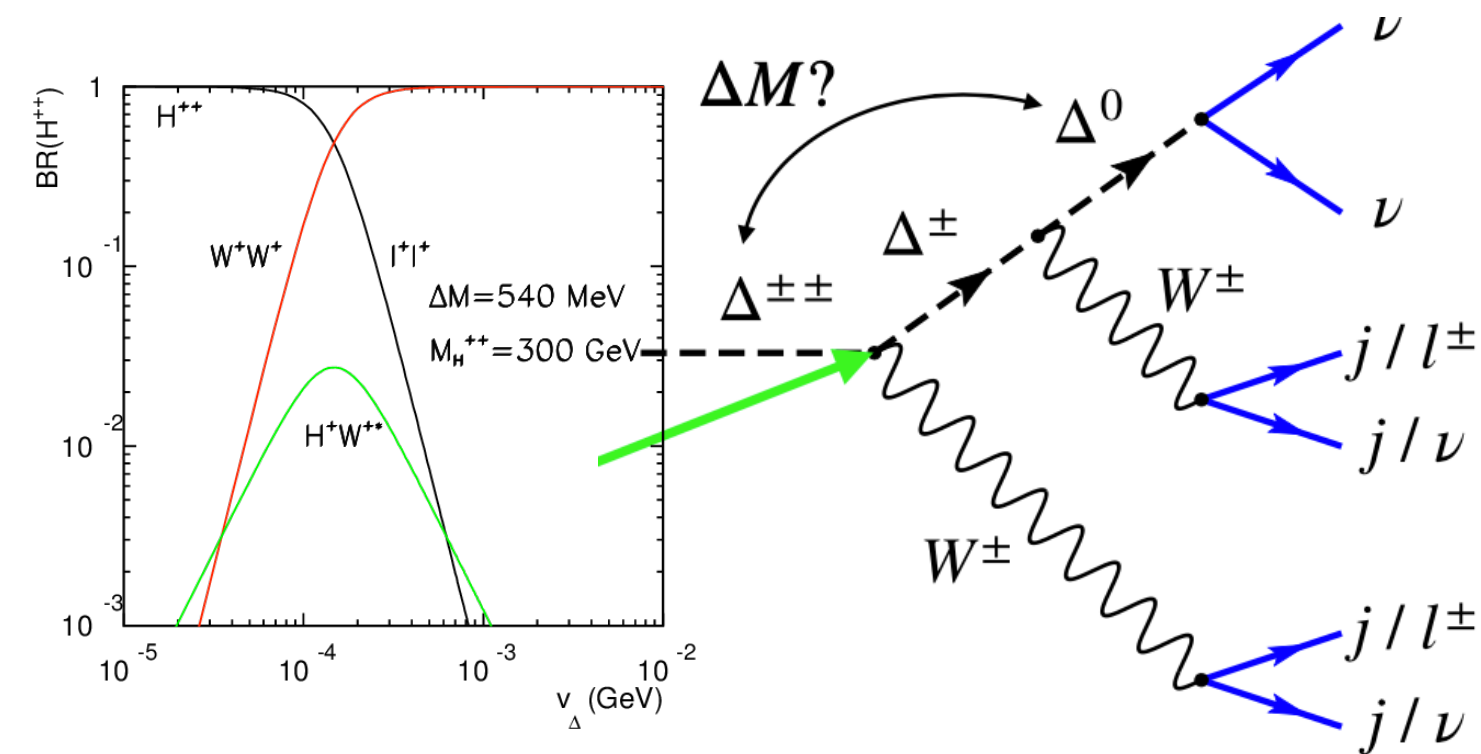 BR(H⁺⁺)
1
10⁻¹
10⁻²
10⁻³
H⁺⁺
W⁺W⁺
l⁺l⁺
ΔM=540 MeV
M_H⁺⁺=300 GeV
H⁺W⁺*
10⁻⁵
10⁻⁴
10⁻³
10⁻²
v_Δ (GeV)
ΔM?
Δ⁰
Δ±
Δ±±
W±
W±
ν
ν
j / l±
j / ν
j / l±
j / ν